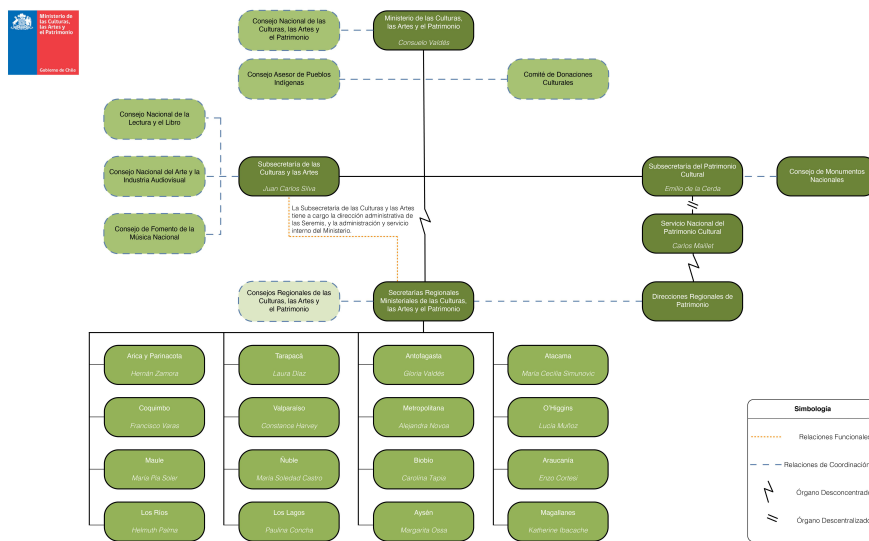 Ministerio de
las Culturas,
las Artes y
el Patrimonio
Gobierno de Chile
Consejo Nacional de las
Culturas, las Artes y
el Patrimonio
Ministerio de las Culturas,
las Artes y el Patrimonio
Consuelo Valdés
Consejo Asesor de Pueblos
Indígenas
Comité de Donaciones
Culturales
Consejo Nacional de la
Lectura y el Libro
Consejo Nacional del Arte y la
Industria Audiovisual
Consejo de Fomento de la
Música Nacional
Subsecretaría de las
Culturas y las Artes
Juan Carlos Silva
Subsecretaría del Patrimonio
Cultural
Emilio de la Cerda
Consejo de Monumentos
Nacionales
La Subsecretaría de las Culturas y las Artes
tiene a cargo la dirección administrativa de
las Seremis, y la administración y servicio
interno del Ministerio.
Servicio Nacional del
Patrimonio Cultural
Carlos Maillet
Consejos Regionales de las
Culturas, las Artes y
el Patrimonio
Secretarías Regionales
Ministeriales de las Culturas,
las Artes y el Patrimonio
Direcciones Regionales de
Patrimonio
Arica y Parinacota
Hernán Zamora
Tarapacá
Laura Díaz
Antofagasta
Gloria Valdés
Atacama
María Cecilia Simunovic
Coquimbo
Francisco Varas
Valparaíso
Constance Harvey
Metropolitana
Alejandra Novoa
O'Higgins
Lucía Muñoz
Maule
María Pía Soler
Ñuble
María Soledad Castro
Biobío
Carolina Tapia
Araucanía
Enzo Cortesi
Los Ríos
Helmuth Palma
Los Lagos
Paulina Concha
Aysén
Margarita Ossa
Magallanes
Katherine Ibacache
Simbología
Relaciones Funcionales
Relaciones de Coordinación
Órgano Desconcentrado
Órgano Descentralizado